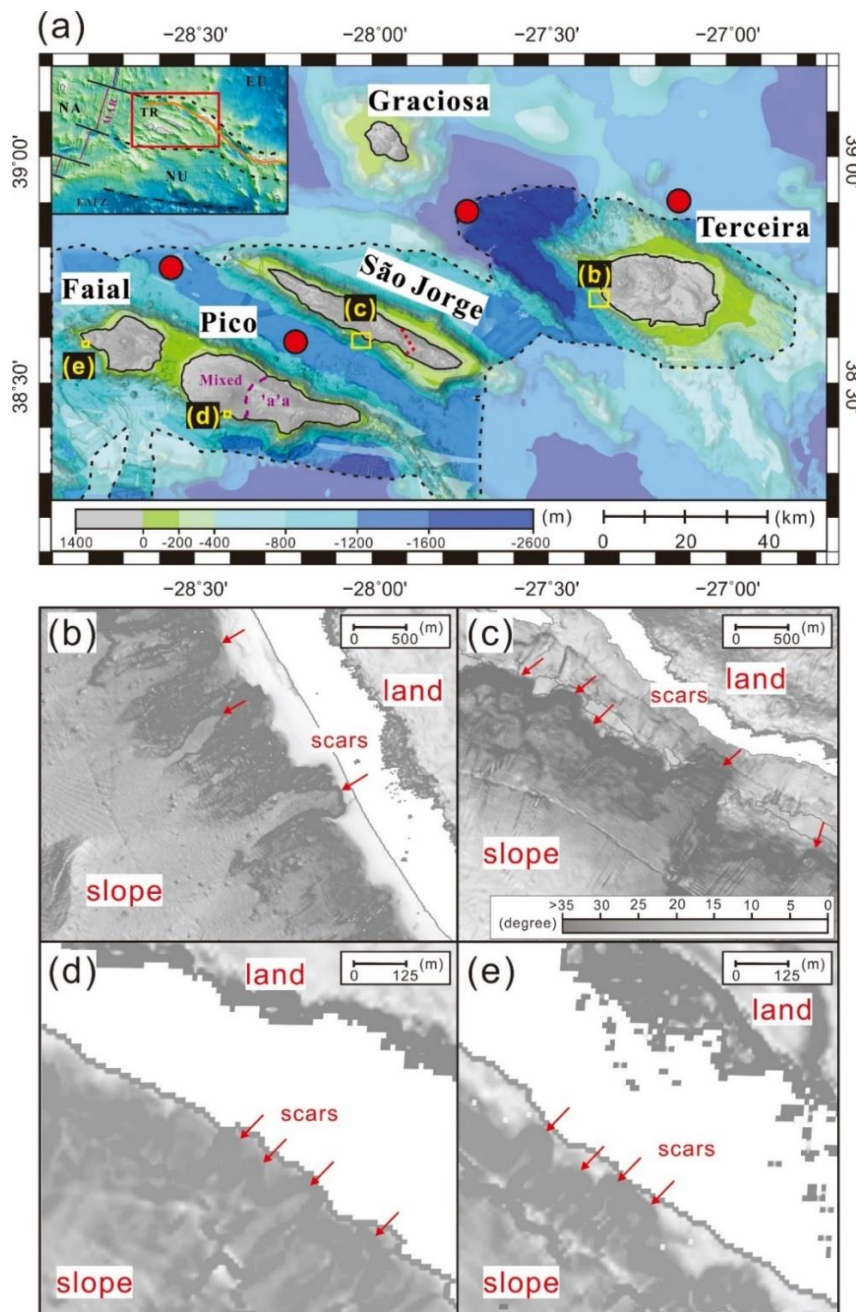 (a)
−28°30' −28°00' −27°30' −27°00'
39°00'
38°30'
39°00'
38°30'
NA
MAR
TR
EU
NU
EAFZ
Graciosa
Terceira
São Jorge
Faial
Pico
(b)
(c)
(e)
Mixed
'a'a
(d)
1400 0 -200 -400 -800 -1200 -1600 -2600 (m)
0 20 40 (km)
−28°30' −28°00' −27°30' −27°00'
(b)
0 500 (m)
land
scars
slope
(c)
0 500 (m)
land
scars
slope
>35 30 25 20 15 10 5 0
(degree)
(d)
land
0 125 (m)
scars
slope
(e)
0 125 (m)
land
scars
slope